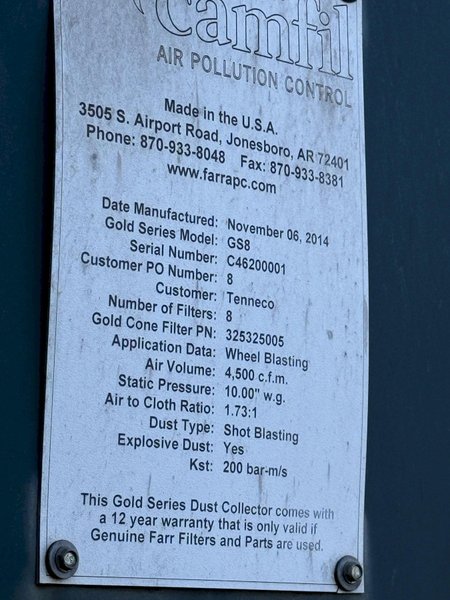 Camfil
AIR POLLUTION CONTROL
Made in the U.S.A.
3505 S. Airport Road, Jonesboro, AR 72401
Phone: 870-933-8048 Fax: 870-933-8381
www.farrapc.com
Date Manufactured: November 06, 2014
Gold Series Model: GS8
Serial Number: C46200001
Customer PO Number: 8
Customer: Tenneco
Number of Filters: 8
Gold Cone Filter PN: 325325005
Application Data: Wheel Blasting
Air Volume: 4,500 c.f.m.
Static Pressure: 10.00" w.g.
Air to Cloth Ratio: 1.73:1
Dust Type: Shot Blasting
Explosive Dust: Yes
Kst: 200 bar-m/s
This Gold Series Dust Collector comes with
a 12 year warranty that is only valid if
Genuine Farr Filters and Parts are used.